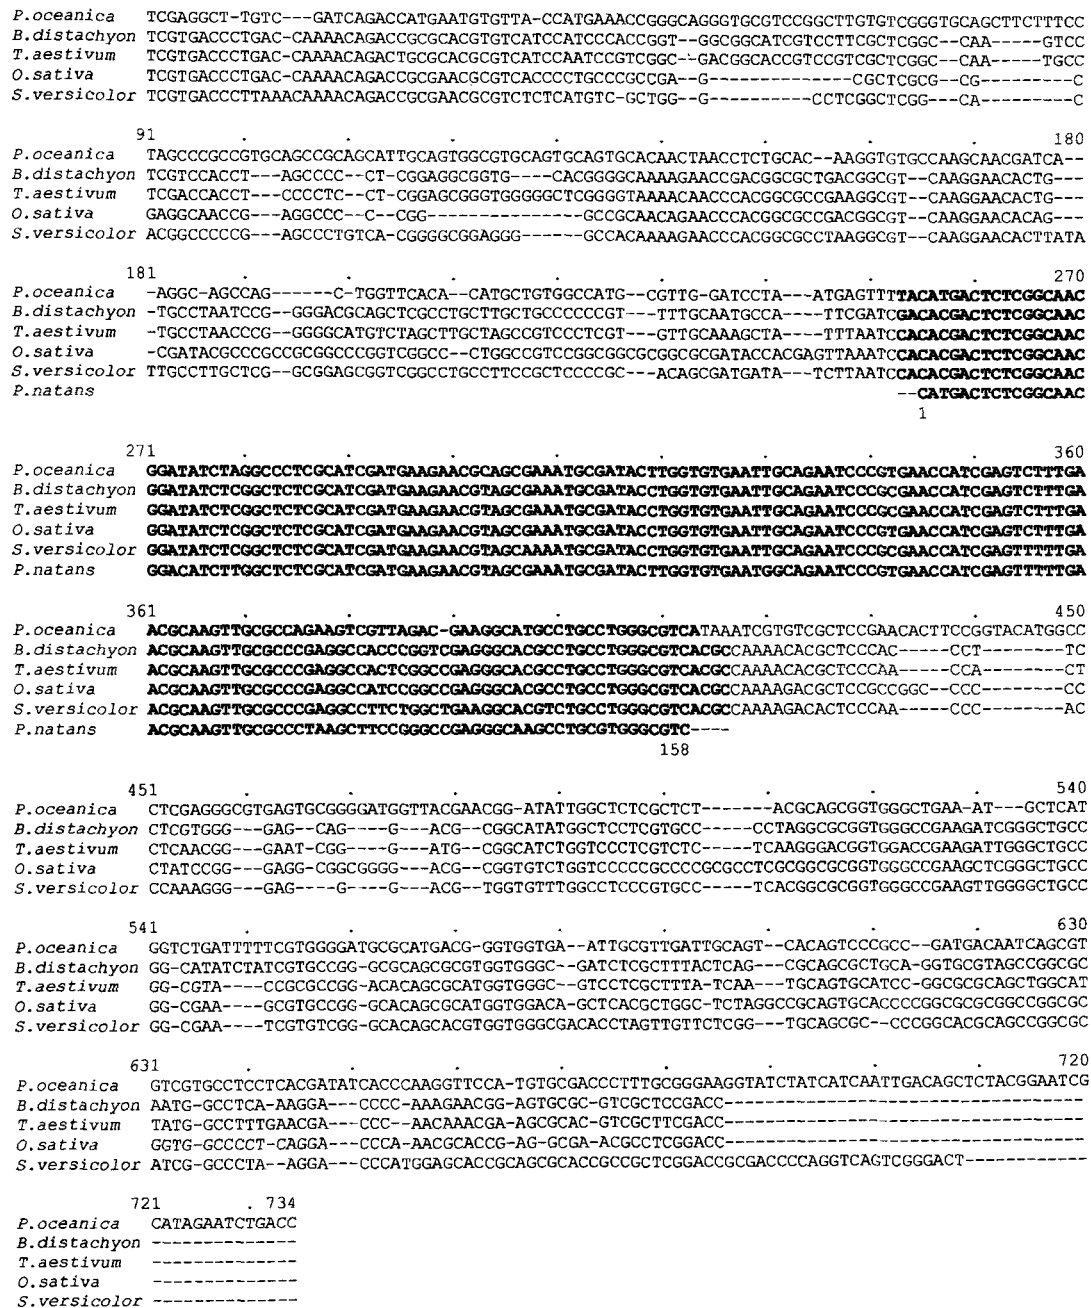 P.oceanica TCGAGGCT-TGTC---GATCAGACCATGAATGTGTTA-CCATGAAACCGGGCAGGGTGCGTCCGGCTTGTGTCGGGTGCAGCTTCTTTCC
B.distachyon TCGTGACCCTGAC-CAAAACAGACCGCGCACGTGTCATCCATCCCACCGGT--GGCGGCATCGTCCTTCGCTCGGC--CAA-----GTCC
T.aestivum TCGTGACCCTGAC-CAAAACAGACTGCGCACGCGTCATCCAATCCGTCGGC--GACGGCACCGTCCGTCGCTCGGC--CAA-----TGCC
O.sativa TCGTGACCCTGAC-CAAAACAGACCGCGAACGCGTCACCCCTGCCCGCCGA--G-------------CGCTCGCG--CG---------C
S.versicolor TCGTGACCCTTAAACAAAACAGACCGCGAACGCGTCTCTCATGTC-GCTGG--G----------CCTCGGCTCGG---CA---------C
91 . . . . . . . . 180
P.oceanica TAGCCCGCCGTGCAGCCGCAGCATTGCAGTGGCGTGCAGTGCAGTGCACAACTAACCTCTGCAC--AAGGTGTGCCAAGCAACGATCA--
B.distachyon TCGTCCACCT---AGCCCC--CT-CGGAGGCGGTG----CACGGGGCAAAAGAACCGACGGCGCTGACGGCGT--CAAGGAACACTG---
T.aestivum TCGACCACCT---CCCCTC--CT-CGGAGCGGGTGGGGGCTCGGGGTAAAACAACCCACGGCGCCGAAGGCGT--CAAGGAACACTG---
O.sativa GAGGCAACCG---AGGCCC--C--CGG----------------GCCGCAACAGAACCCACGGCGCCGACGGCGT--CAAGGAACACAG---
S.versicolor ACGGCCCCCG---AGCCCTGTCA-CGGGGCGGAGGG------GCCACAAAAGAACCCACGGCGCCTAAGGCGT--CAAGGAACACTTATA
181 . . . . . . . . 270
P.oceanica -AGGC-AGCCAG-----C-TGGTTCACA--CATGCTGTGGCCATG--CGTTG-GATCCTA---ATGAGTTTTACATGACTCTCGGCAAC
B.distachyon -TGCCTAATCCG--GGGACGCAGCTCGCCTGCTTGCTGCCCCCCGT---TTTGCAATGCCA----TTCGATCGACACGACTCTCGGCAAC
T.aestivum -TGCCTAACCCG--GGGGCATGTCTAGCTTGCTAGCCGTCCCTCGT---GTTGCAAAGCTA----TTTAATCCACACGACTCTCGGCAAC
O.sativa -CGATACGCCCGCCGCGGCCCGGTCGGCC--CTGGCCGTCCGGCGGCGCGGCGCGATACCACGAGTTAAATCCACACGACTCTCGGCAAC
S.versicolor TTGCCTTGCTCG--GCGGAGCGGTCGGCCTGCCTTCCGCTCCCCGC---ACAGCGATGATA---TCTTAATCCACACGACTCTCGGCAAC
P.natans --CATGACTCTCGGCAAC
1
271 . . . . . . . . 360
P.oceanica GGATATCTAGGCCCTCGCATCGATGAAGAACGCAGCGAAATGCGATACTTGGTGTGAATTGCAGAATCCCGTGAACCATCGAGTCTTTGA
B.distachyon GGATATCTCGGCTCTCGCATCGATGAAGAACGTAGCGAAATGCGATACCTGGTGTGAATTGCAGAATCCCGCGAACCATCGAGTCTTTGA
T.aestivum GGATATCTCGGCTCTCGCATCGATGAAGAACGTAGCGAAATGCGATACCTGGTGTGAATTGCAGAATCCCGCGAACCATCGAGTCTTTGA
O.sativa GGATATCTCGGCTCTCGCATCGATGAAGAACGTAGCGAAATGCGATACCTGGTGTGAATTGCAGAATCCCGTGAACCATCGAGTCTTTGA
S.versicolor GGATATCTCGGCTCTCGCATCGATGAAGAACGTAGCAAAATGCGATACCTGGTGTGAATTGCAGAATCCCGCGAACCATCGAGTTTTTGA
P.natans GGACATCTTGGCTCTCGCATCGATGAAGAACGTAGCGAAATGCGATACTTGGTGTGAATGGCAGAATCCCGTGAACCATCGAGTTTTTGA
361 . . . . . . . . 450
P.oceanica ACGCAAGTTGCGCCAGAAGTCGTTAGAC-GAAGGCATGCCTGCCTGGGCGTCATAAATCGTGTCGCTCCGAACACTTCCGGTACATGGCC
B.distachyon ACGCAAGTTGCGCCCGAGGCCACCCGGTCGAGGGCACGCCTGCCTGGGCGTCACGCCAAAACACGCTCCCAC-----CCT------TC
T.aestivum ACGCAAGTTGCGCCCGAGGCCACTCGGCCGAGGGCACGCCTGCCTGGGCGTCACGCCAAAACACGCTCCCAA-----CCA------CT
O.sativa ACGCAAGTTGCGCCCGAGGCCATCCGGCCGAGGGCACGCCTGCCTGGGCGTCACGCCAAAAGACGCTCCGCCGGC--CCC------CC
S.versicolor ACGCAAGTTGCGCCCGAGGCCTTCTGGCTGAAGGCACGTCTGCCTGGGCGTCACGCCAAAAGACACTCCCAA-----CCC------AC
P.natans ACGCAAGTTGCGCCCTAAGCTTCCGGGCCGAGGGCAAGCCTGCGTGGGCGTC----
158
451 . . . . . . . . 540
P.oceanica CTCGAGGGCGTGAGTGCGGGGATGGTTACGAACGG-ATATTGGCTCTCGCTCT-------ACGCAGCGGTGGGCTGAA-AT---GCTCAT
B.distachyon CTCGTGGG---GAG--CAG----G---ACG--CGGCATATGGCTCCTCGTGCC-----CCTAGGCGCGGTGGGCCGAAGATCGGGCTGCC
T.aestivum CTCAACGG---GAAT-CGG----G---ATG--CGGCATCTGGTCCCTCGTCTC-----TCAAGGGACGGTGGACCGAAGATTGGGCTGCC
O.sativa CTATCCGG---GAGG-CGGCGGGG---ACG--CGGTGTCTGGTCCCCCGCCCCGCGCCTCGCGGCGCGGTGGGCCGAAGCTCGGGCTGCC
S.versicolor CCAAAGGG---GAG---G----G---ACG--TGGTGTTTGGCCTCCCGTGCC-----TCACGGCGCGGTGGGCCGAAGTTGGGGCTGCC
541 . . . . . . . . 630
P.oceanica GGTCTGATTTTTCGTGGGGATGCGCATGACG-GGTGGTGA--ATTGCGTTGATTGCAGT--CACAGTCCCGCC--GATGACAATCAGCGT
B.distachyon GG-CATATCTATCGTGCCGG-GCGCAGCGCGTGGTGGGC--GATCTCGCTTTACTCAG---CGCAGCGCTGCA-GGTGCGTAGCCGGCGC
T.aestivum GG-CGTA----CCGCGCCGG-ACACAGCGCATGGTGGGC--GTCCTCGCTTTA-TCAA---TGCAGTGCATCC-GGCGCGCAGCTGGCAT
O.sativa GG-CGAA----GCGTGCCGG-GCACAGCGCATGGTGGACA-GCTCACGCTGGC-TCTAGGCCGCAGTGCACCCCGGCGCGCGGCCGGCGC
S.versicolor GG-CGAA----TCGTGTCGG-GCACAGCACGTGGTGGGCGACACCTAGTTGTTCTCGG---TGCAGCGC--CCCGGCACGCAGCCGGCGC
631 . . . . . . . . 720
P.oceanica GTCGTGCCTCCTCACGATATCACCCAAGGTTCCA-TGTGCGACCCTTTGCGGGAAGGTATCTATCATCAATTGACAGCTCTACGGAATCG
B.distachyon AATG-GCCTCA-AAGGA---CCCC-AAAGAACGG-AGTGCGC-GTCGCTCCGACC-----------------------------------
T.aestivum TATG-GCCTTTGAACGA---CCC--AACAAACGA-AGCGCAC-GTCGCTTCGACC-----------------------------------
O.sativa GGTG-GCCCCT-CAGGA---CCCA-AACGCACCG-AG-GCGA-ACGCCTCGGACC-----------------------------------
S.versicolor ATCG-GCCCTA--AGGA---CCCATGGAGCACCGCAGCGCACCGCCGCTCGGACCGCGACCCCAGGTCAGTCGGGACT------------
721 . 734
P.oceanica CATAGAATCTGACC
B.distachyon --------------
T.aestivum --------------
O.sativa --------------
S.versicolor --------------